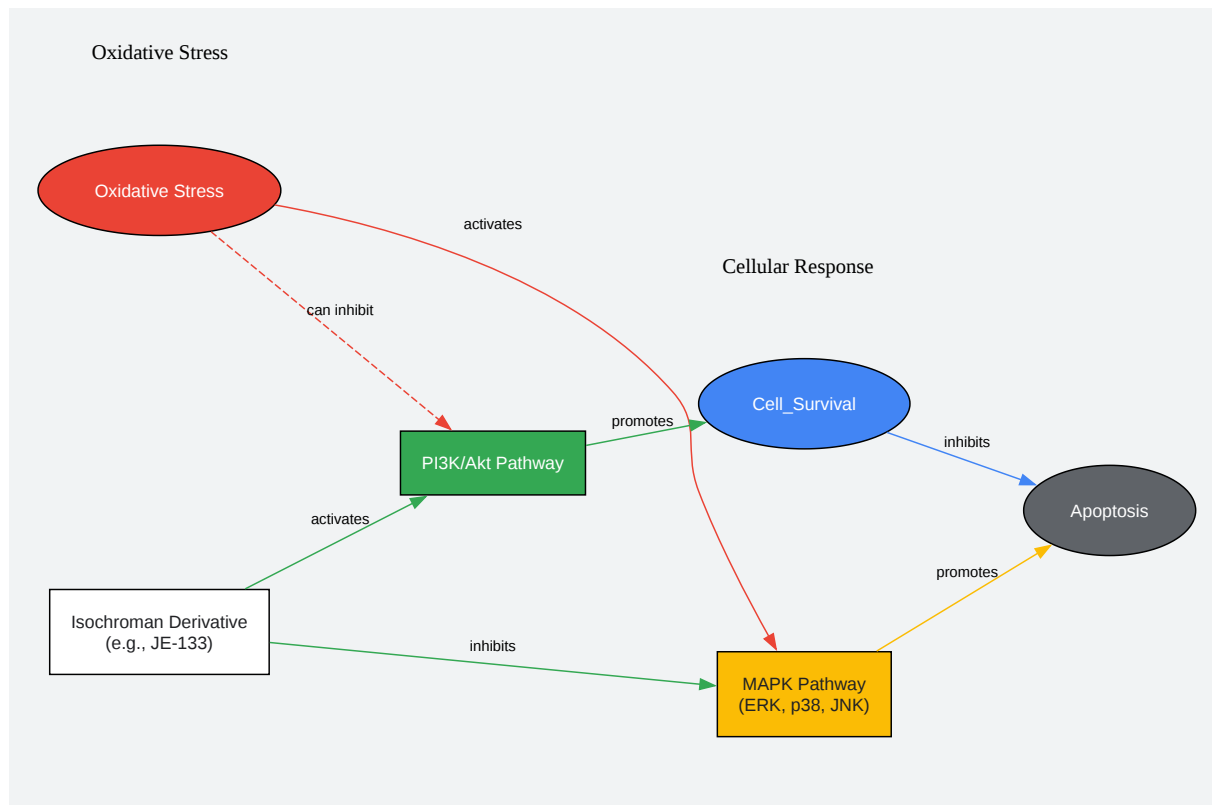 Oxidative Stress
Oxidative Stress
activates
Cellular Response
can inhibit
Cell_Survival
promotes
inhibits
PI3K/Akt Pathway
Apoptosis
activates
promotes
Isochroman Derivative
(e.g., JE-133)
inhibits
MAPK Pathway
(ERK, p38, JNK)